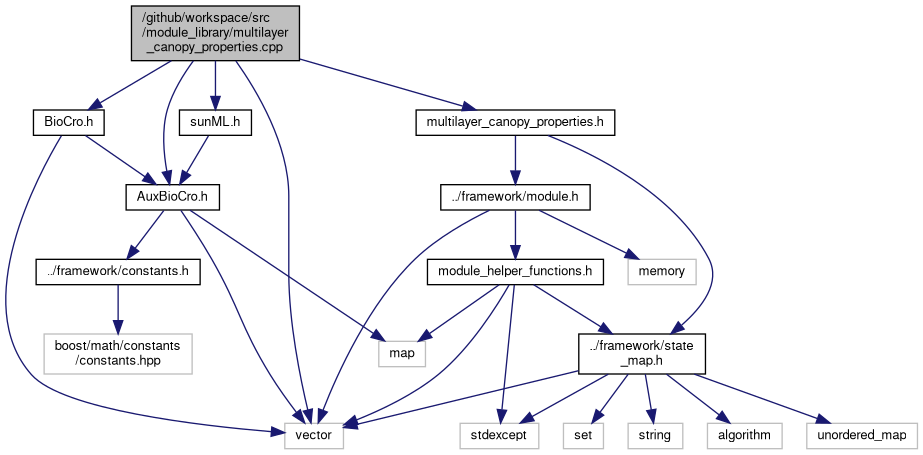 /github/workspace/src
/module_library/multilayer
_canopy_properties.cpp
BioCro.h
sunML.h
multilayer_canopy_properties.h
AuxBioCro.h
../framework/module.h
../framework/constants.h
module_helper_functions.h
memory
boost/math/constants
/constants.hpp
map
../framework/state
_map.h
vector
stdexcept
set
string
algorithm
unordered_map